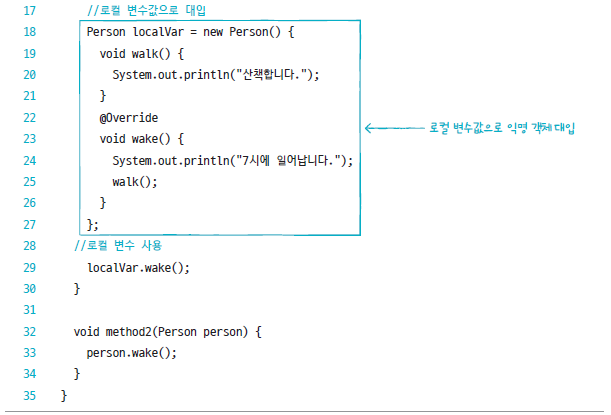 17 //로컬 변수값으로 대입
18 Person localVar = new Person() {
19 void walk() {
20 System.out.println("산책합니다.");
21 }
22 @Override
23 void wake() {
24 System.out.println("7시에 일어납니다.");
25 walk();
26 }
27 };
로컬 변수값으로 익명 객체 대입
28 //로컬 변수 사용
29 localVar.wake();
30 }
31
32 void method2(Person person) {
33 person.wake();
34 }
35 }